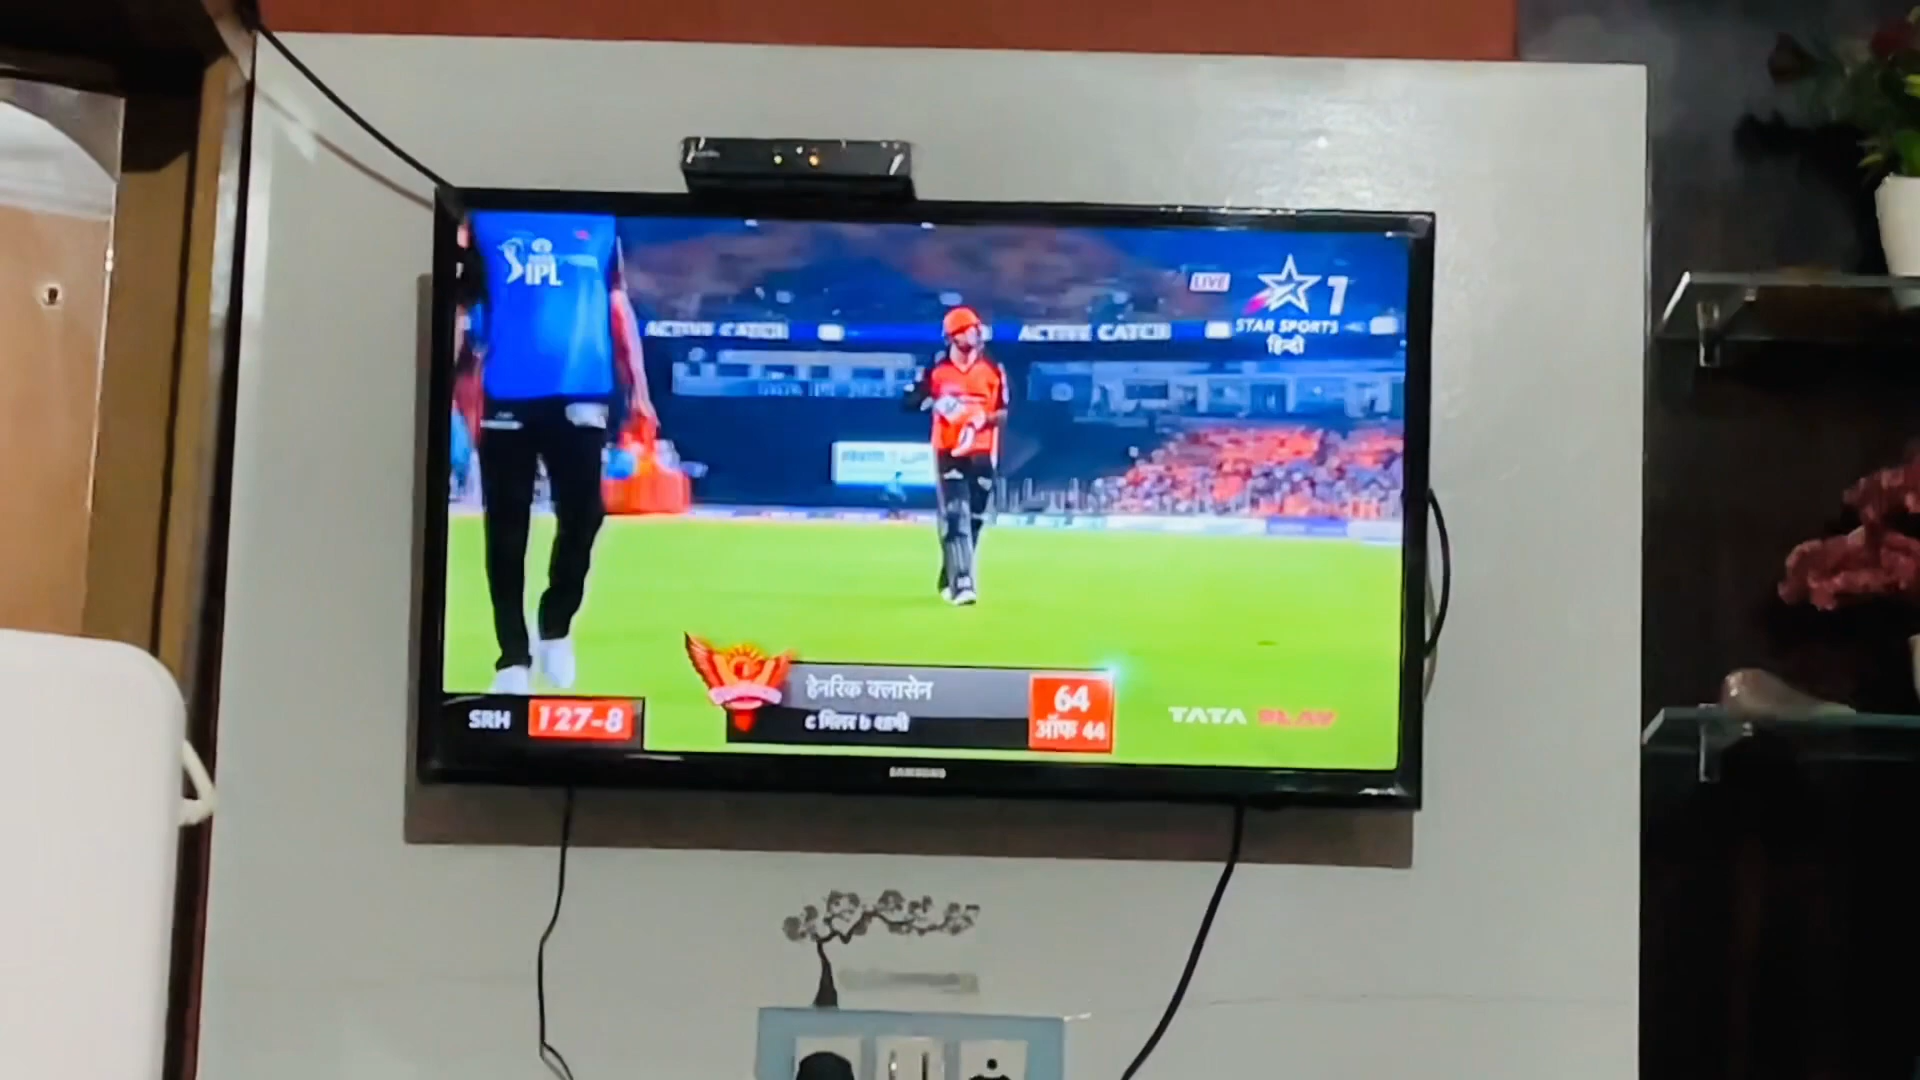 IPL
LIVE
1
STAR SPORTS
हिन्दी
ACTIVE CATCH
ACTIVE CATCH
हेनरिक क्लासेन
c मिलर b शामी
64
ऑफ 44
SRH 127-8
TATA PLAY
SAMSUNG